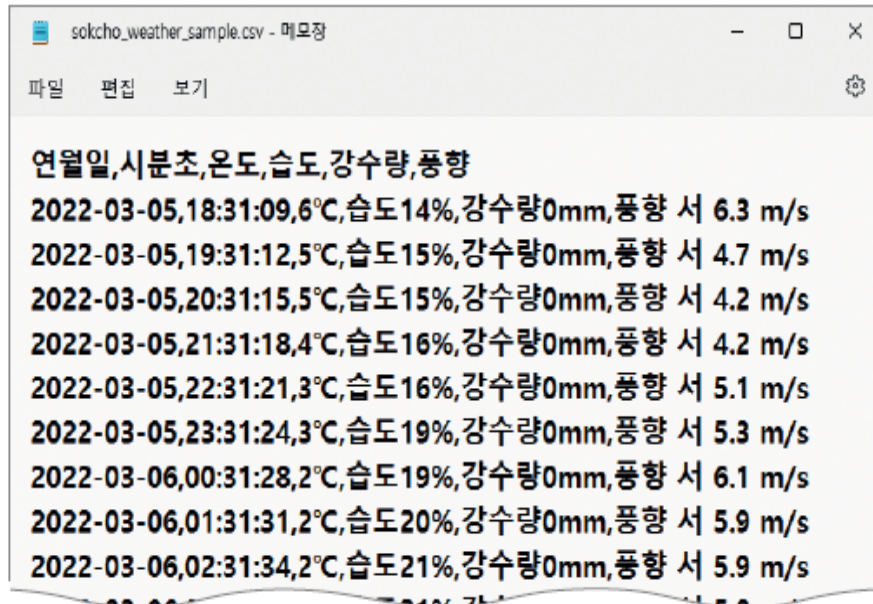 sokcho_weather_sample.csv - 메모장
파일 편집 보기
연월일,시분초,온도,습도,강수량,풍향
2022-03-05,18:31:09,6℃,습도14%,강수량0mm,풍향 서 6.3 m/s
2022-03-05,19:31:12,5℃,습도15%,강수량0mm,풍향 서 4.7 m/s
2022-03-05,20:31:15,5℃,습도15%,강수량0mm,풍향 서 4.2 m/s
2022-03-05,21:31:18,4℃,습도16%,강수량0mm,풍향 서 4.2 m/s
2022-03-05,22:31:21,3℃,습도16%,강수량0mm,풍향 서 5.1 m/s
2022-03-05,23:31:24,3℃,습도19%,강수량0mm,풍향 서 5.3 m/s
2022-03-06,00:31:28,2℃,습도19%,강수량0mm,풍향 서 6.1 m/s
2022-03-06,01:31:31,2℃,습도20%,강수량0mm,풍향 서 5.9 m/s
2022-03-06,02:31:34,2℃,습도21%,강수량0mm,풍향 서 5.9 m/s